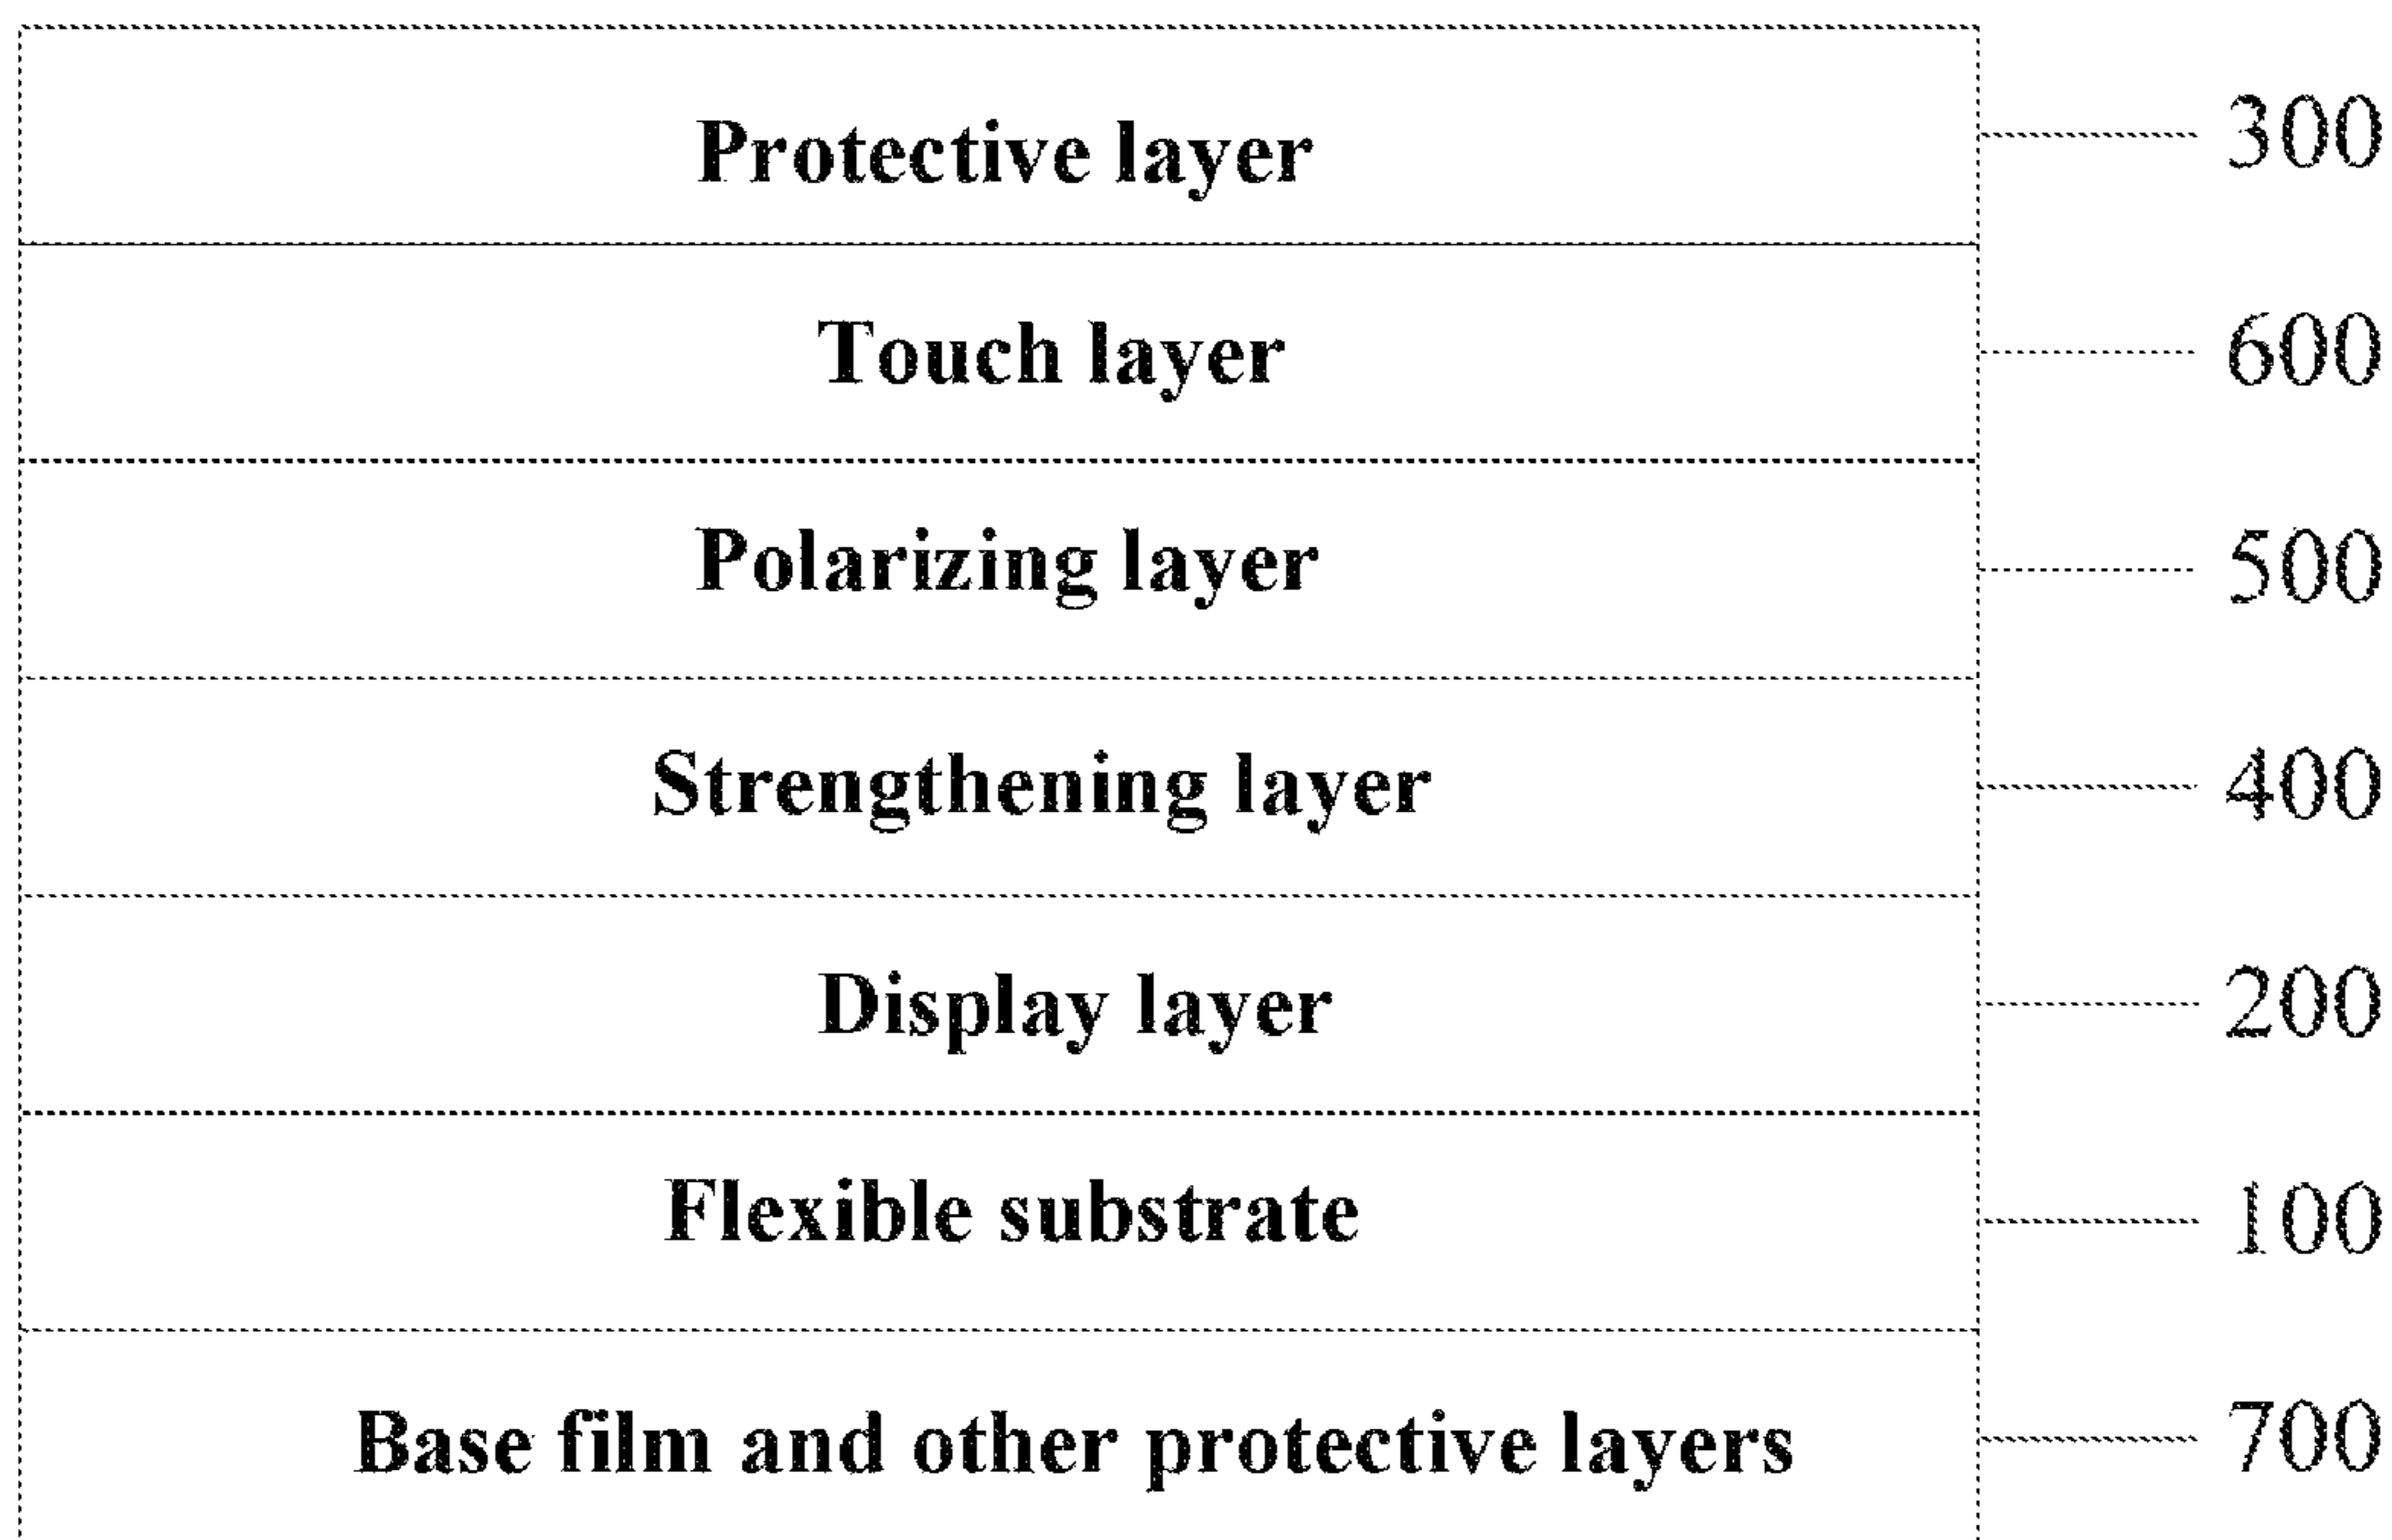 Protective layer 300
Touch layer 600
Polarizing layer 500
Strengthening layer 400
Display layer 200
Flexible substrate 100
Base film and other protective layers 700